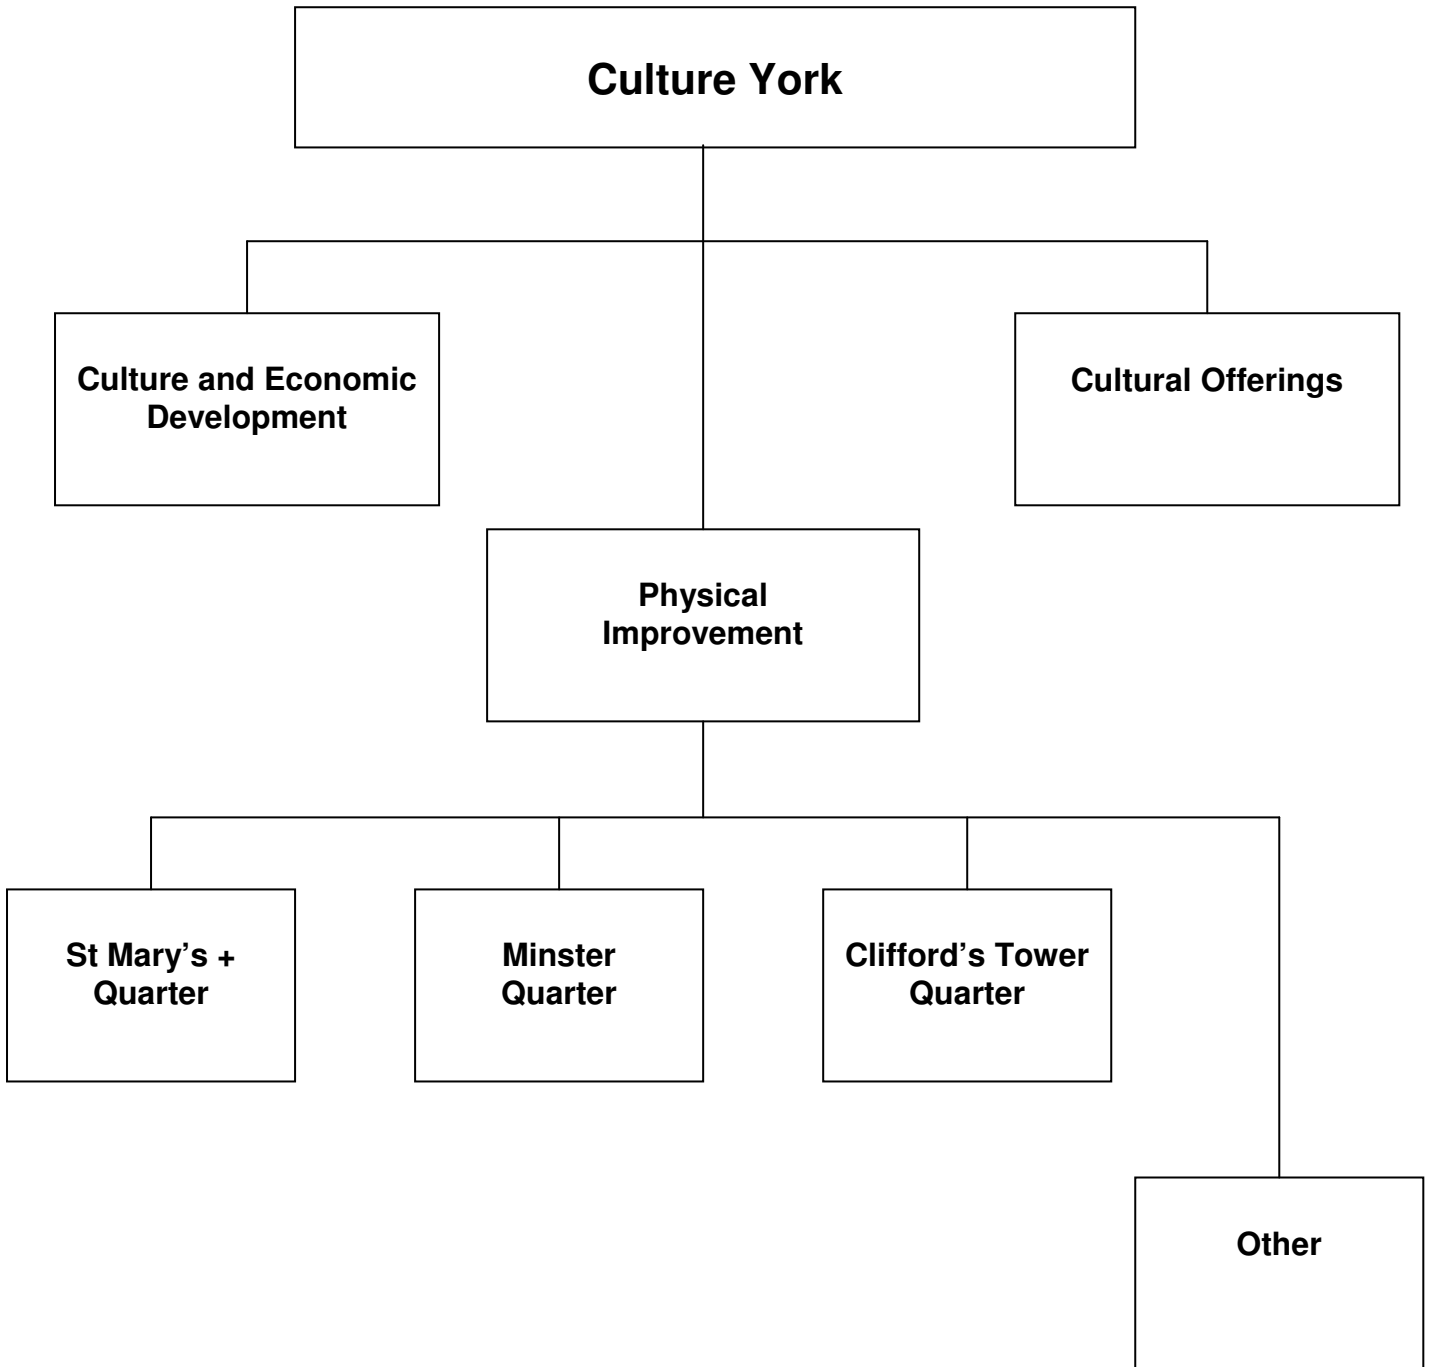 Culture York
Culture and Economic
Development
Cultural Offerings
Physical
Improvement
St Mary’s +
Quarter
Minster
Quarter
Clifford’s Tower
Quarter
Other